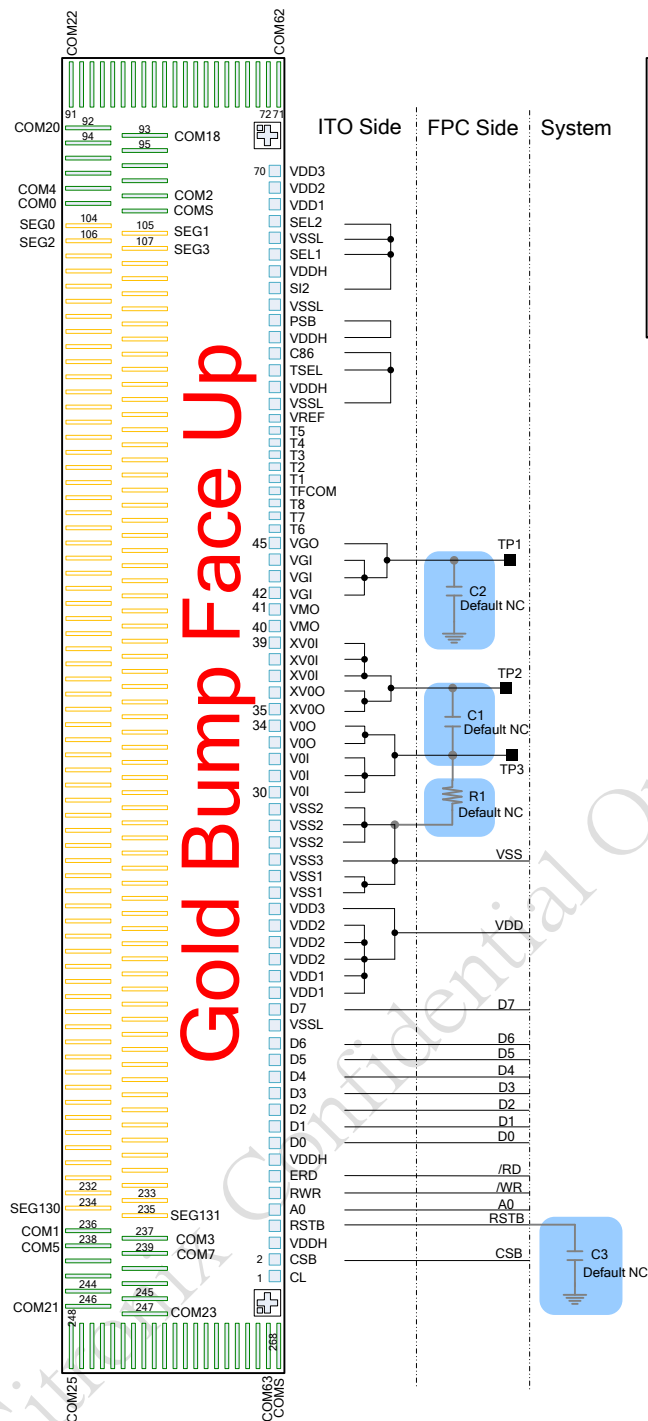 COM22
COM62
91
72 71
COM20
92
93
COM18
94
95
COM4
COM2
COM0
COMS
SEG0
104
105
SEG1
SEG2
106
107
SEG3
Gold Bump Face Up
232
233
SEG130
234
235
SEG131
COM1
236
237
COM3
COM5
238
239
COM7
244
245
COM21
246
247
COM23
248
268
COM25
COM63
COMS
ITO Side
FPC Side
System
70 VDD3
VDD2
VDD1
SEL2
VSSL
SEL1
VDDH
SI2
VSSL
PSB
VDDH
C86
TSEL
VDDH
VSSL
VREF
T5
T4
T3
T2
T1
TFCOM
T8
T7
T6
45 VGO
VGI
VGI
42 VGI
41 VMO
40 VMO
39 XV0I
XV0I
XV0I
XV0O
35 XV0O
34 V0O
V0O
V0I
V0I
30 V0I
VSS2
VSS2
VSS2
VSS3
VSS1
VSS1
VDD3
VDD2
VDD2
VDD2
VDD1
VDD1
D7
VSSL
D6
D5
D4
D3
D2
D1
D0
VDDH
ERD
RWR
A0
RSTB
VDDH
2 CSB
1 CL
TP1
C2
Default NC
TP2
C1
Default NC
TP3
R1
Default NC
VSS
VDD
D7
D6
D5
D4
D3
D2
D1
D0
/RD
/WR
A0
RSTB
CSB
C3
Default NC
Confidential